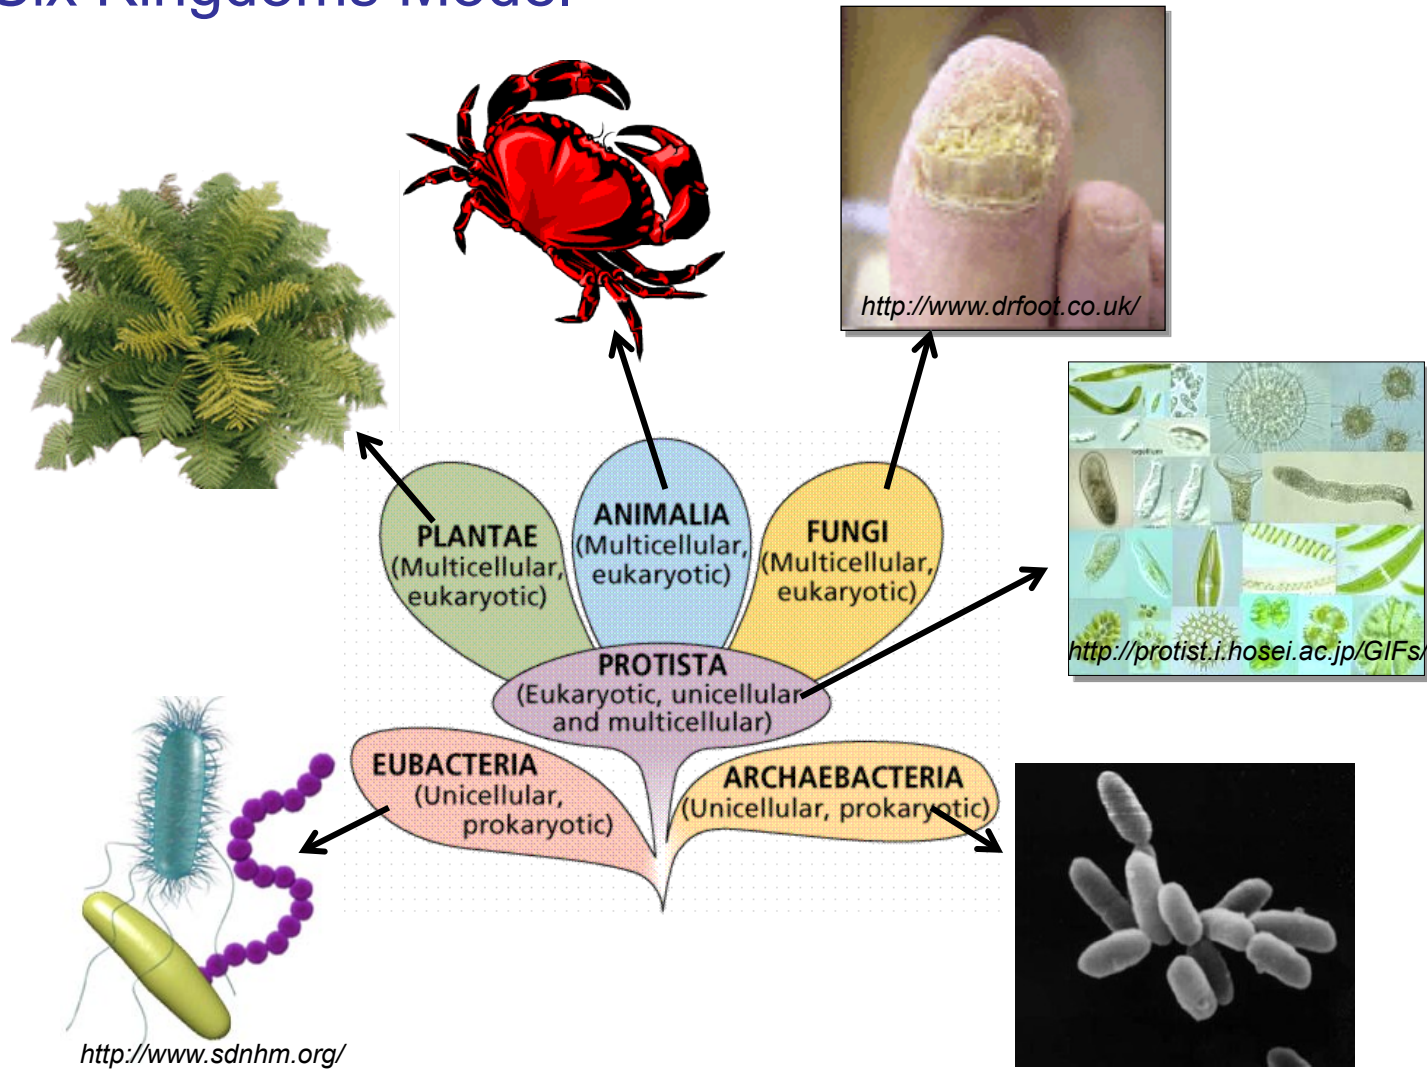 Six Kingdoms Model
http://www.drfoot.co.uk/
PLANTAE
(Multicellular,
eukaryotic)
ANIMALIA
(Multicellular,
eukaryotic)
FUNGI
(Multicellular,
eukaryotic)
http://protist.i.hosei.ac.jp/GIFs/
PROTISTA
(Eukaryotic, unicellular
and multicellular)
EUBACTERIA
(Unicellular,
prokaryotic)
ARCHAEBACTERIA
(Unicellular, prokaryotic)
http://www.sdnhm.org/